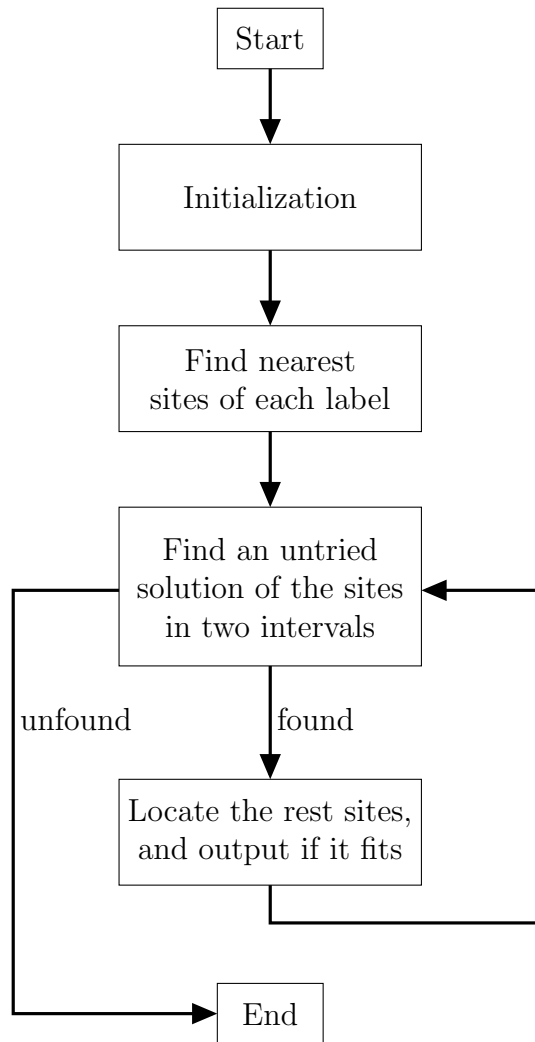 Start
Initialization
Find nearest
sites of each label
Find an untried
solution of the sites
in two intervals
unfound
found
Locate the rest sites,
and output if it fits
End